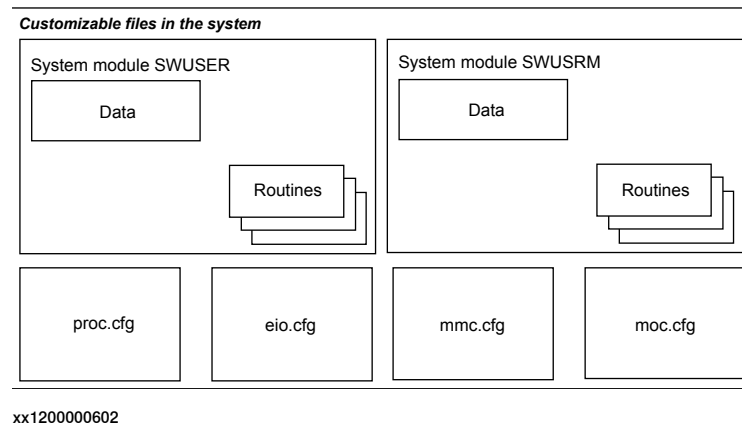 Customizable files in the system
System module SWUSER
Data
Routines
System module SWUSRM
Data
Routines
proc.cfg
eio.cfg
mmc.cfg
moc.cfg
xx1200000602